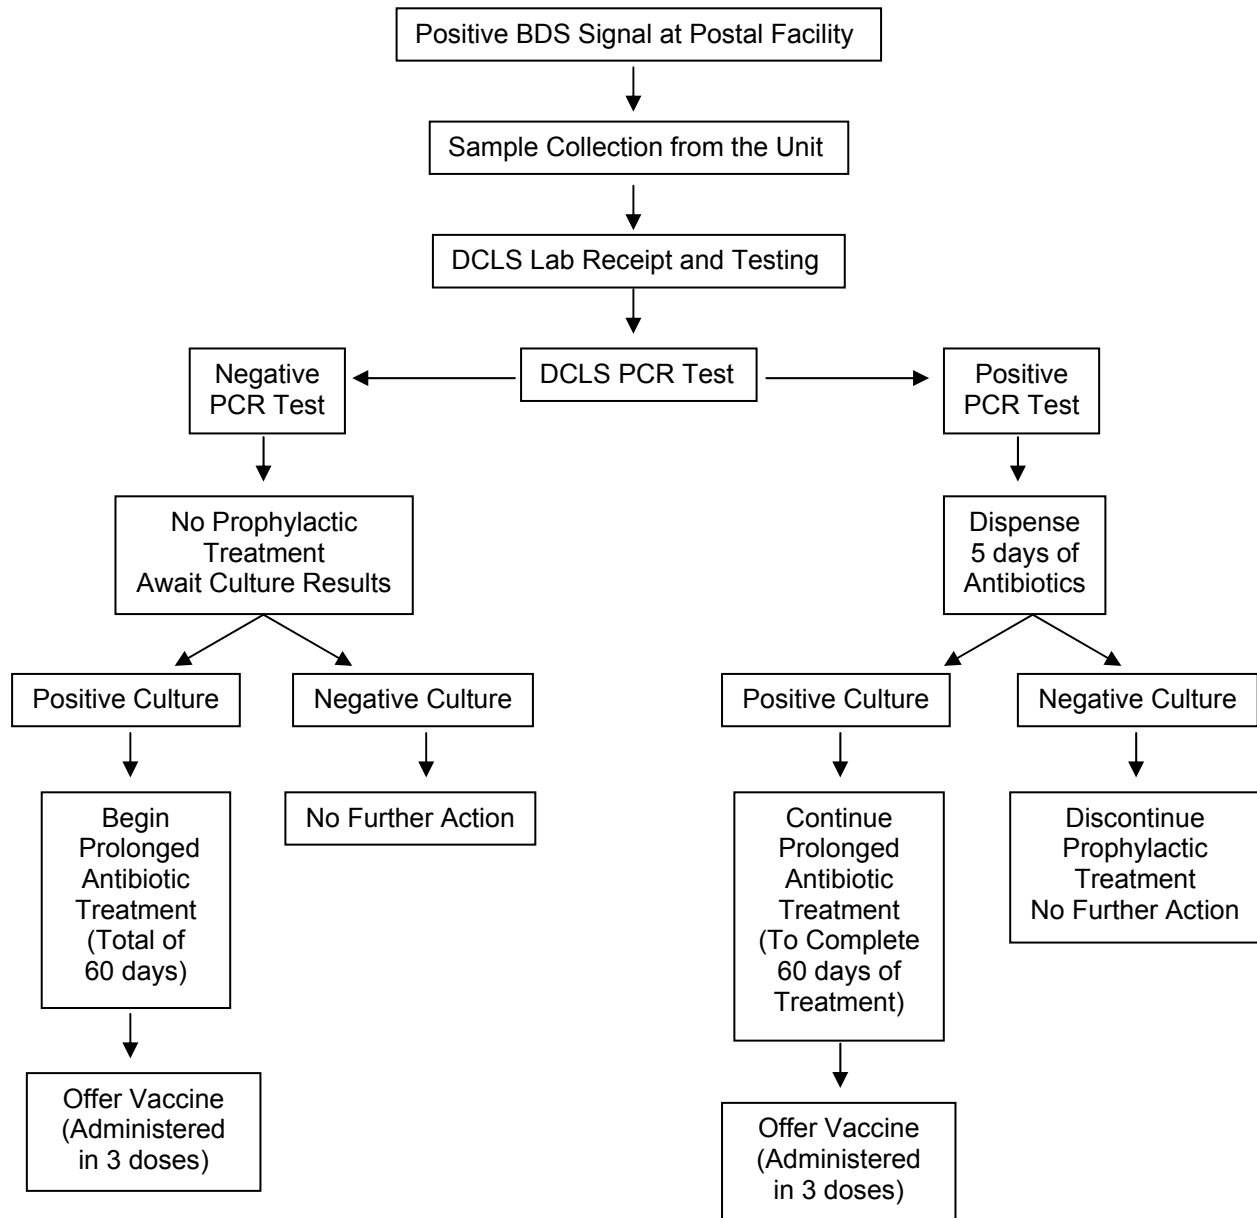 Positive BDS Signal at Postal Facility
Sample Collection from the Unit
DCLS Lab Receipt and Testing
Negative
PCR Test
DCLS PCR Test
Positive
PCR Test
No Prophylactic
Treatment
Await Culture Results
Dispense
5 days of
Antibiotics
Positive Culture
Negative Culture
Positive Culture
Negative Culture
Begin
Prolonged
Antibiotic
Treatment
(Total of
60 days)
No Further Action
Continue
Prolonged
Antibiotic
Treatment
(To Complete
60 days of
Treatment)
Discontinue
Prophylactic
Treatment
No Further Action
Offer Vaccine
(Administered
in 3 doses)
Offer Vaccine
(Administered
in 3 doses)